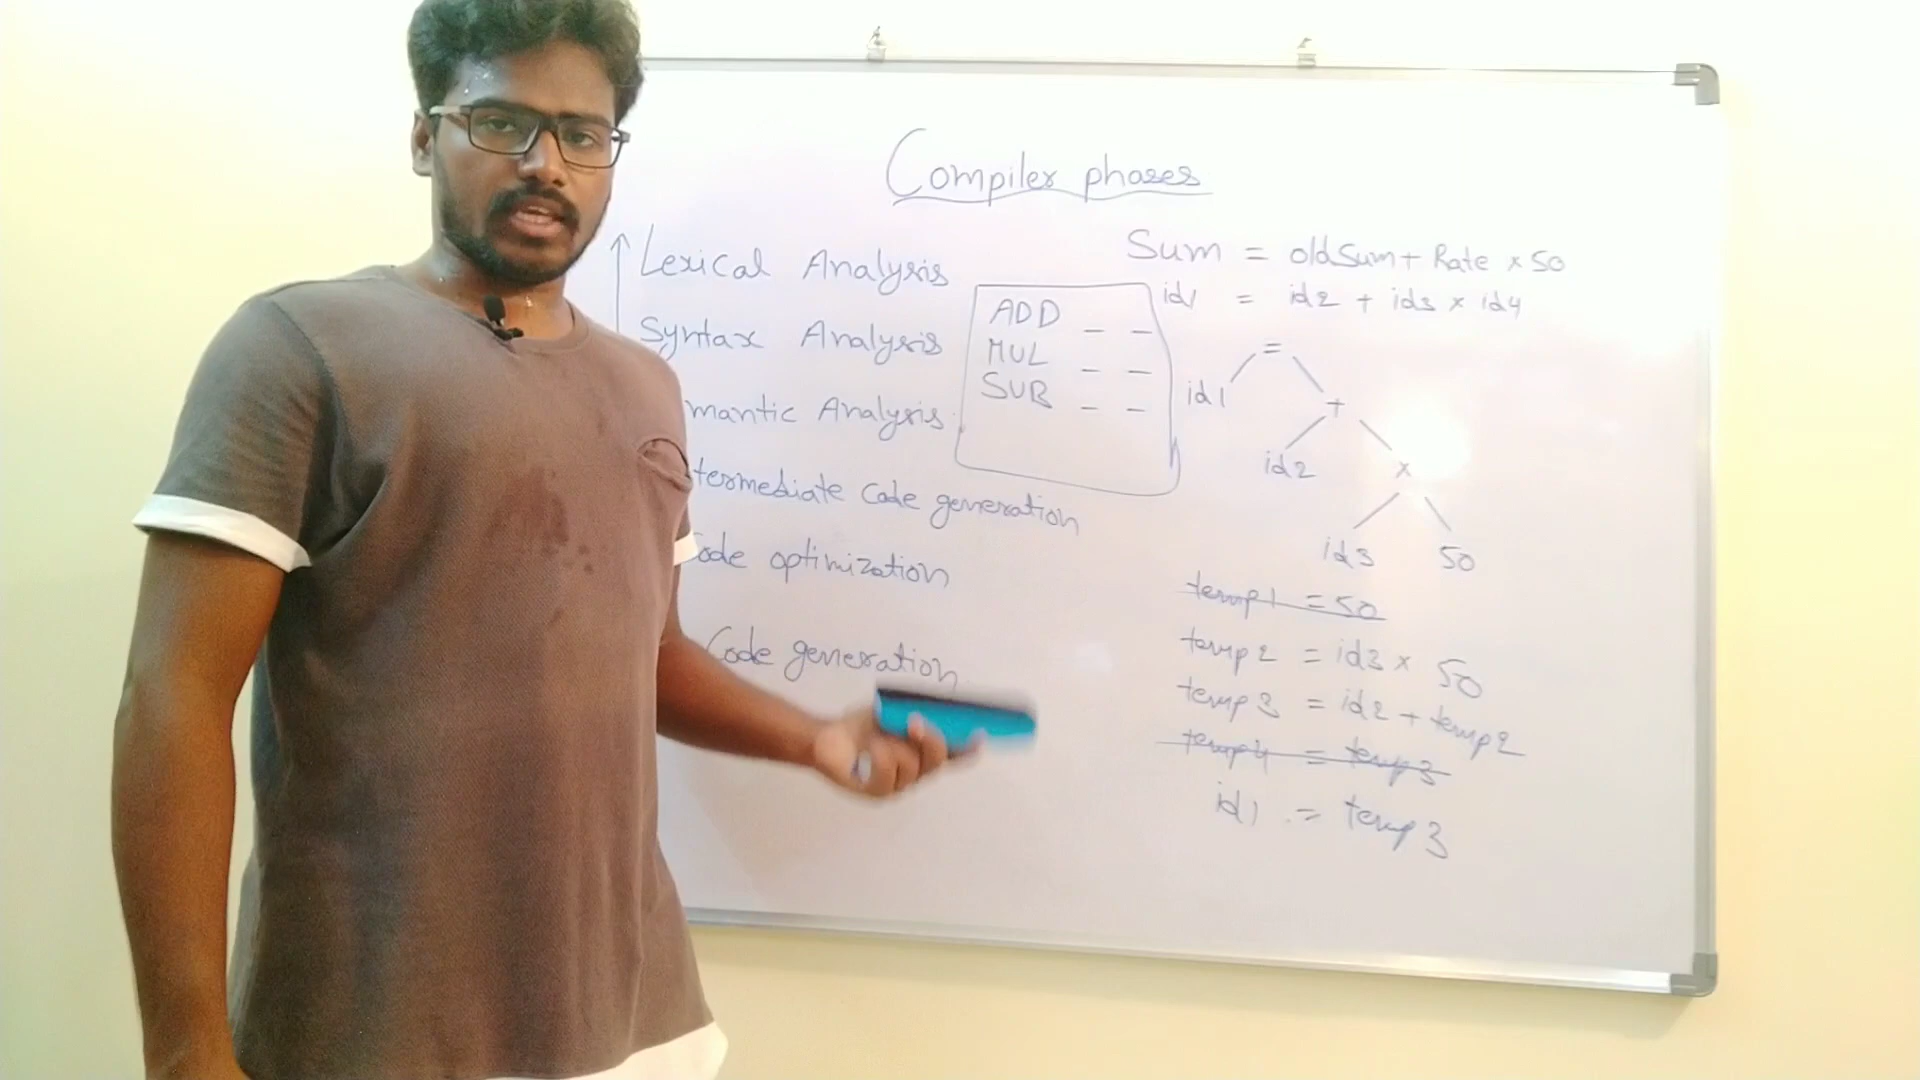 Compiler phases
Lexical Analysis
Syntax Analysis
mantic Analysis
termediate Code generation
ode optimization
Code generation
ADD _ _
MUL _ _
SUB _ _
Sum = oldSum + Rate × 50
id1 = id2 + id3 × id4
=
id1 +
id2 ×
id3 50
temp1 = 50
temp2 = id3 × 50
temp3 = id2 + temp2
temp4 = temp3
id1 = temp3